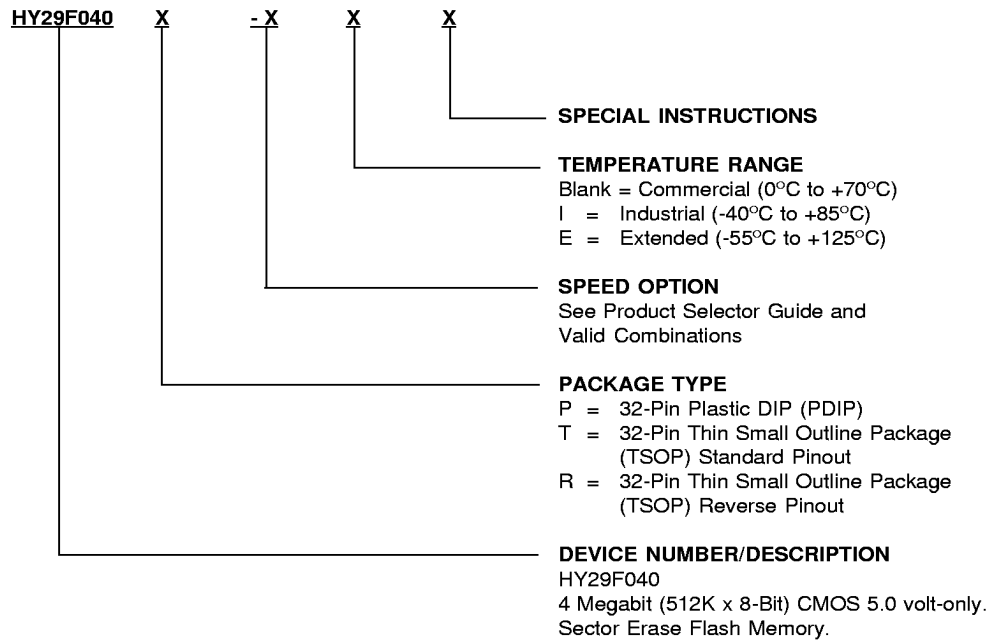 HY29F040 X - X X X
SPECIAL INSTRUCTIONS
TEMPERATURE RANGE
Blank = Commercial (0°C to +70°C)
I = Industrial (-40°C to +85°C)
E = Extended (-55°C to +125°C)
SPEED OPTION
See Product Selector Guide and
Valid Combinations
PACKAGE TYPE
P = 32-Pin Plastic DIP (PDIP)
T = 32-Pin Thin Small Outline Package
(TSOP) Standard Pinout
R = 32-Pin Thin Small Outline Package
(TSOP) Reverse Pinout
DEVICE NUMBER/DESCRIPTION
HY29F040
4 Megabit (512K x 8-Bit) CMOS 5.0 volt-only.
Sector Erase Flash Memory.